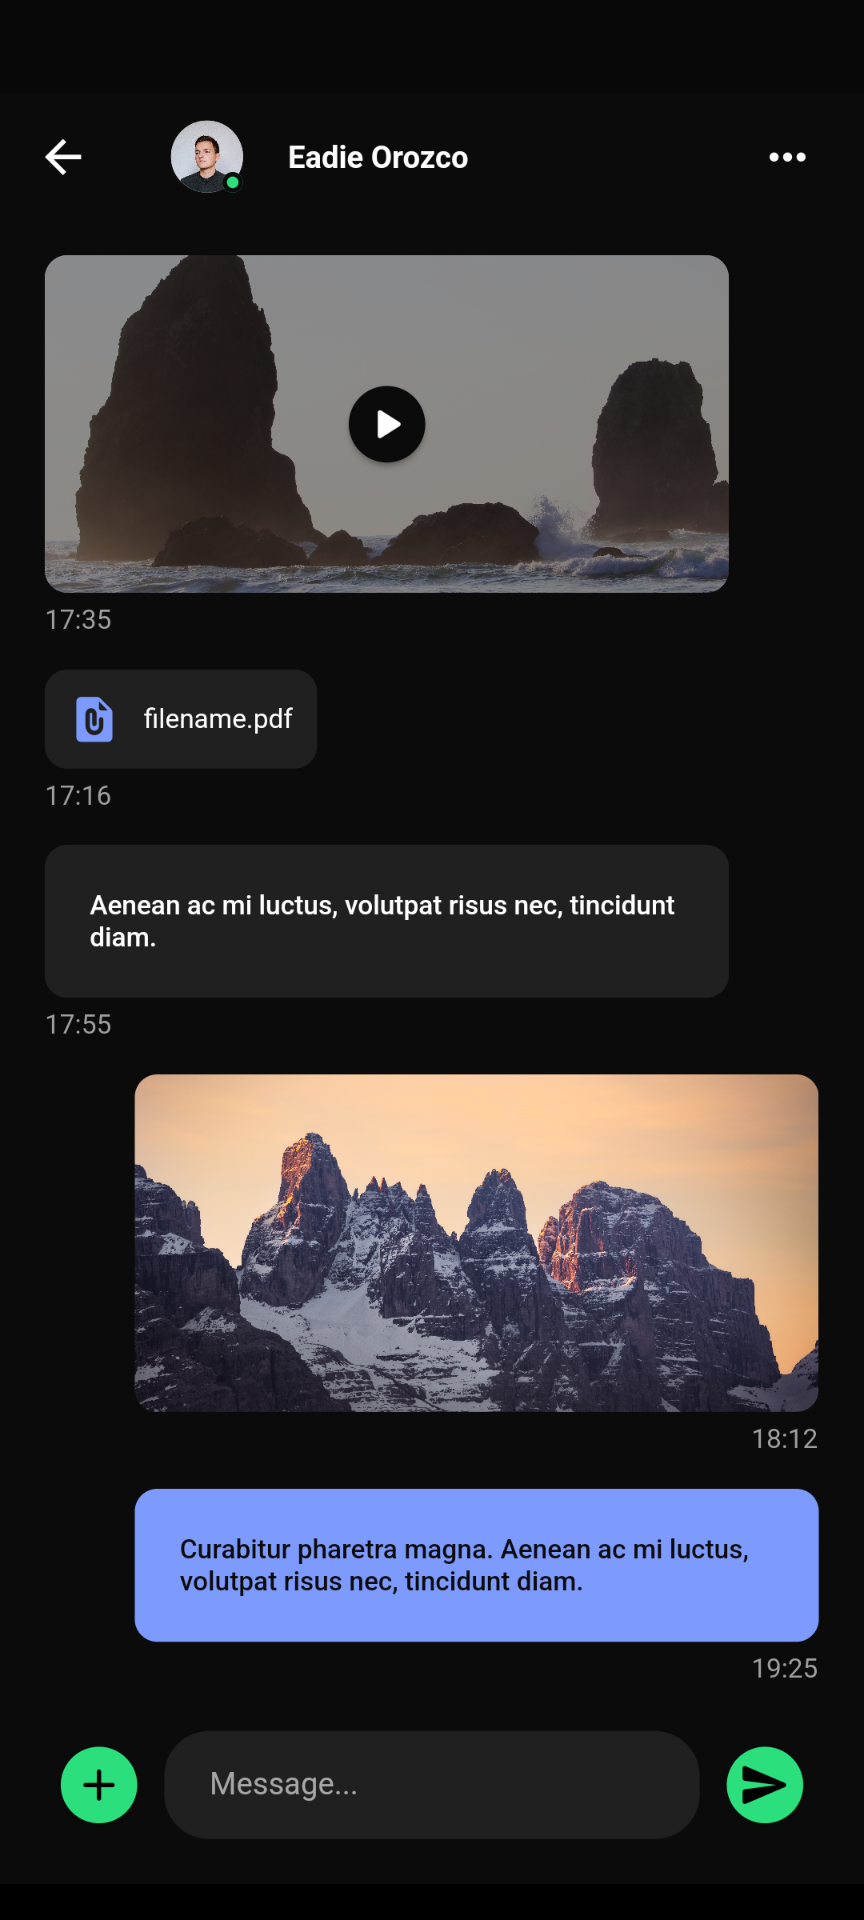 Eadie Orozco
17:35
filename.pdf
17:16
Aenean ac mi luctus, volutpat risus nec, tincidunt
diam.
17:55
18:12
Curabitur pharetra magna. Aenean ac mi luctus,
volutpat risus nec, tincidunt diam.
19:25
Message...